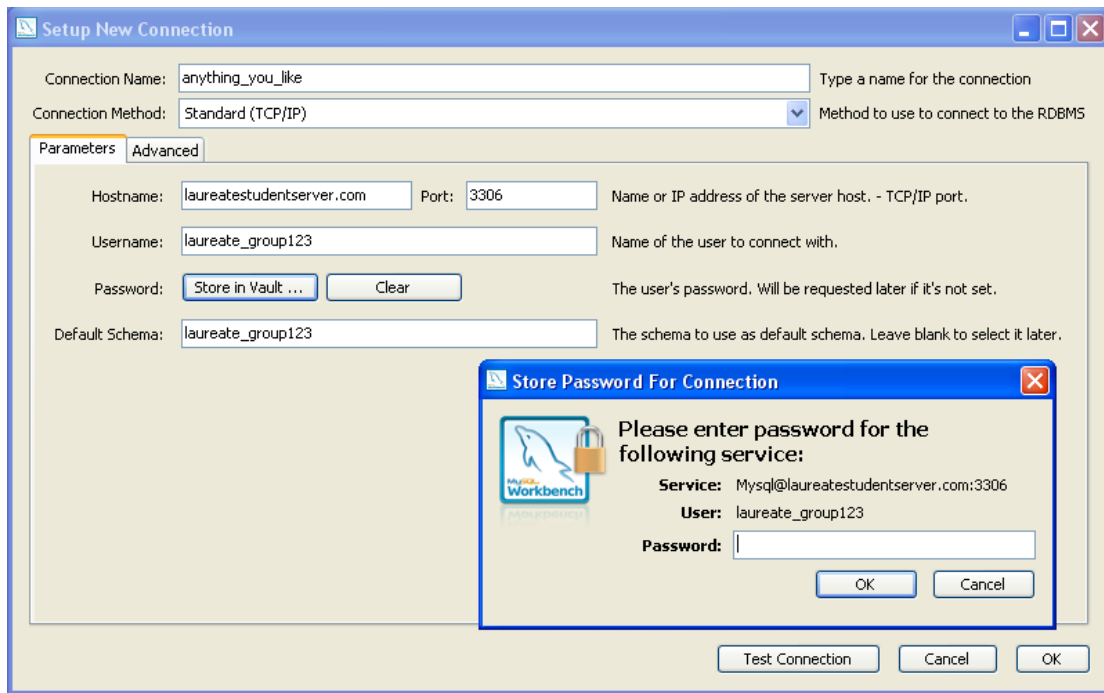 Setup New Connection
Connection Name: anything_you_like Type a name for the connection
Connection Method: Standard (TCP/IP) Method to use to connect to the RDBMS
Parameters Advanced
Hostname: laureatestudentserver.com Port: 3306 Name or IP address of the server host. - TCP/IP port.
Username: laureate_group123 Name of the user to connect with.
Password: Store in Vault ... Clear The user's password. Will be requested later if it's not set.
Default Schema: laureate_group123 The schema to use as default schema. Leave blank to select it later.
Store Password For Connection
Please enter password for the
following service:
MySQL
Workbench
Service: Mysql@laureatestudentserver.com:3306
User: laureate_group123
Password:
OK Cancel
Test Connection Cancel OK